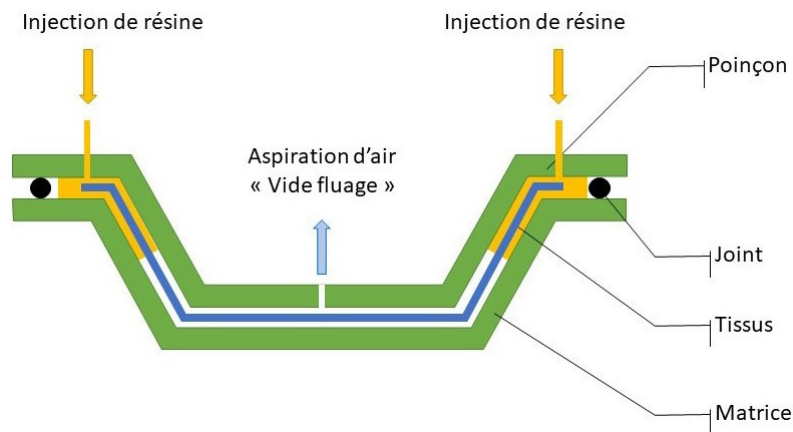 Injection de résine
Injection de résine
Poinçon
Aspiration d'air
« Vide fluage »
Joint
Tissus
Matrice